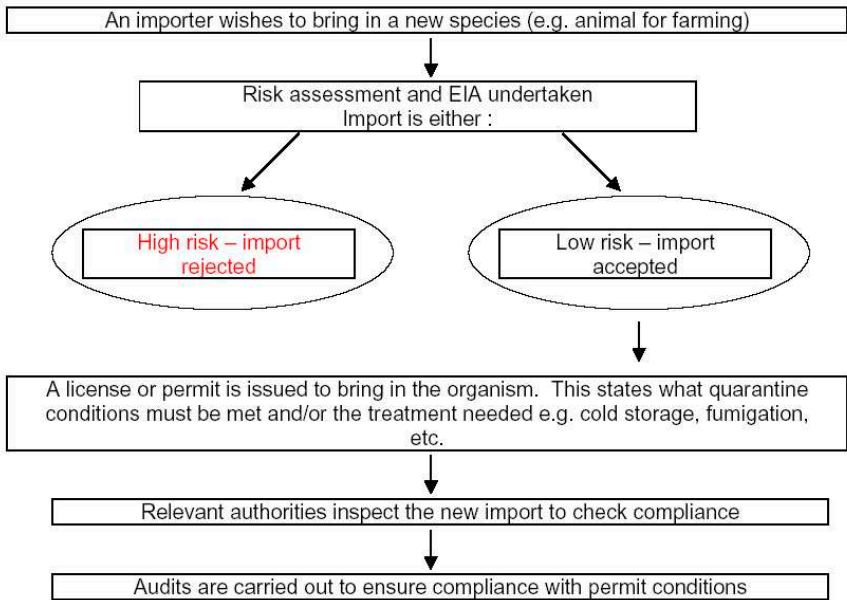 An importer wishes to bring in a new species (e.g. animal for farming)
Risk assessment and EIA undertaken
Import is either :
High risk – import
rejected
Low risk – import
accepted
A license or permit is issued to bring in the organism.  This states what quarantine
conditions must be met and/or the treatment needed e.g. cold storage, fumigation,
etc.
Relevant authorities inspect the new import to check compliance
Audits are carried out to ensure compliance with permit conditions